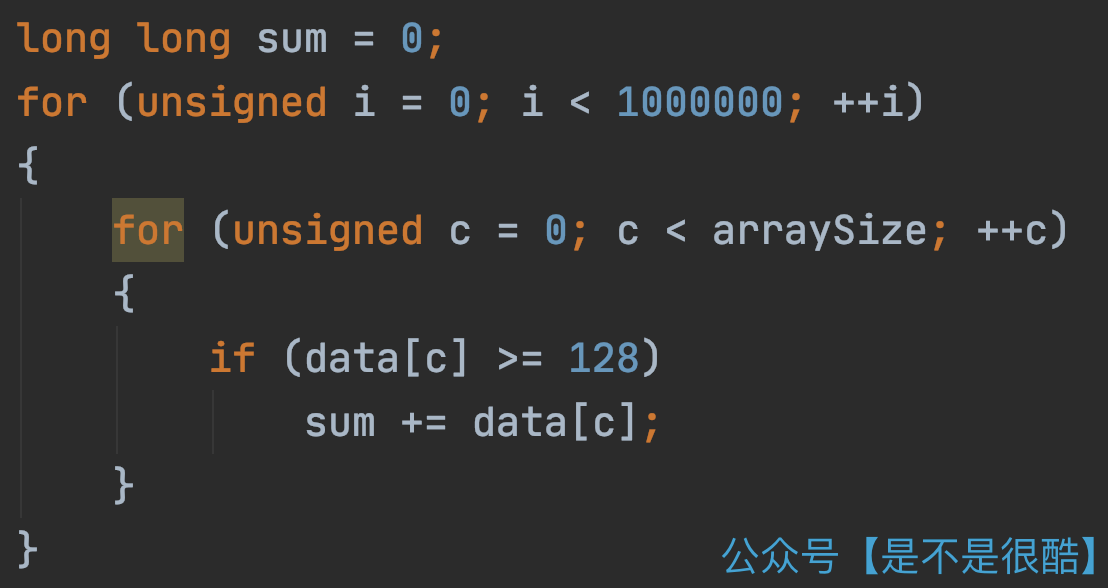 long long sum = 0;
for (unsigned i = 0; i < 1000000; ++i)
{
    for (unsigned c = 0; c < arraySize; ++c)
    {
        if (data[c] >= 128)
            sum += data[c];
    }
}
公众号【是不是很酷】